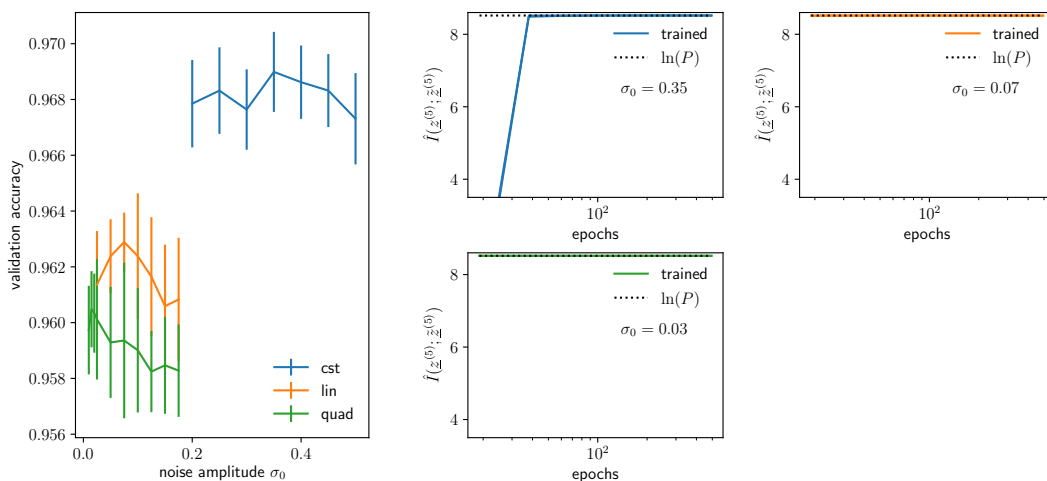 validation accuracy
0.970
0.968
0.966
0.964
0.962
0.960
0.958
0.956
0.0
0.2
0.4
noise amplitude σ₀
cst
lin
quad
Î(z̲⁽⁵⁾; z̲̃⁽⁵⁾)
8
6
4
trained
ln(P)
σ₀ = 0.35
10²
epochs
Î(z̲⁽⁵⁾; z̲̃⁽⁵⁾)
8
6
4
trained
ln(P)
σ₀ = 0.07
10²
epochs
Î(z̲⁽⁵⁾; z̲̃⁽⁵⁾)
8
6
4
trained
ln(P)
σ₀ = 0.03
10²
epochs